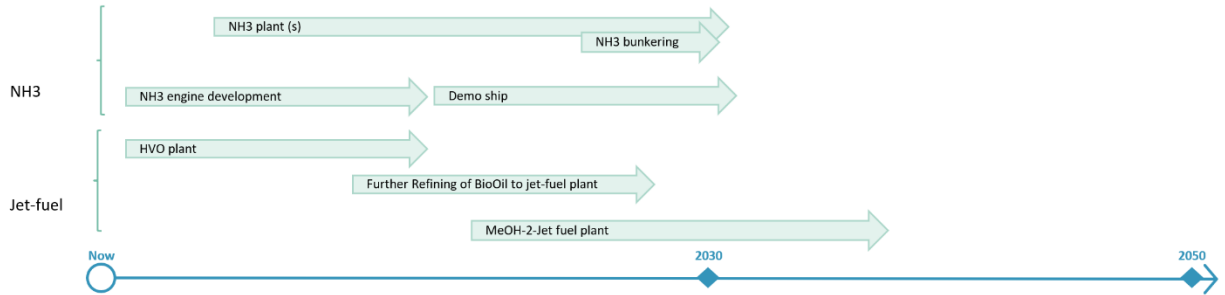 NH3 plant (s)
NH3 bunkering
NH3
NH3 engine development
Demo ship
HVO plant
Further Refining of BioOil to jet-fuel plant
Jet-fuel
MeOH-2-Jet fuel plant
Now
2030
2050